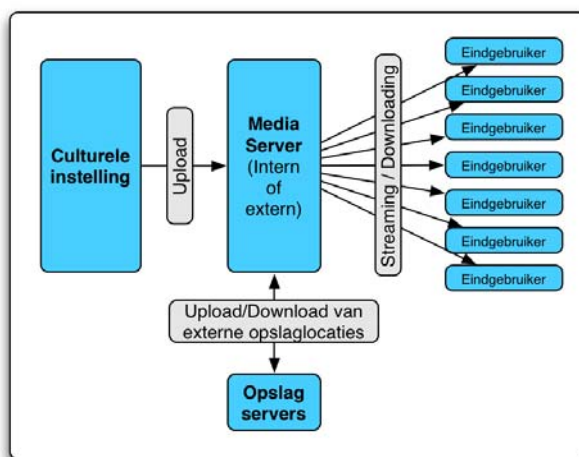 Culturele
instelling
Upload
Media
Server
(Intern
of
extern)
Streaming / Downloading
Eindgebruiker
Eindgebruiker
Eindgebruiker
Eindgebruiker
Eindgebruiker
Eindgebruiker
Eindgebruiker
Upload/Download van
externe opslaglocaties
Opslag
servers